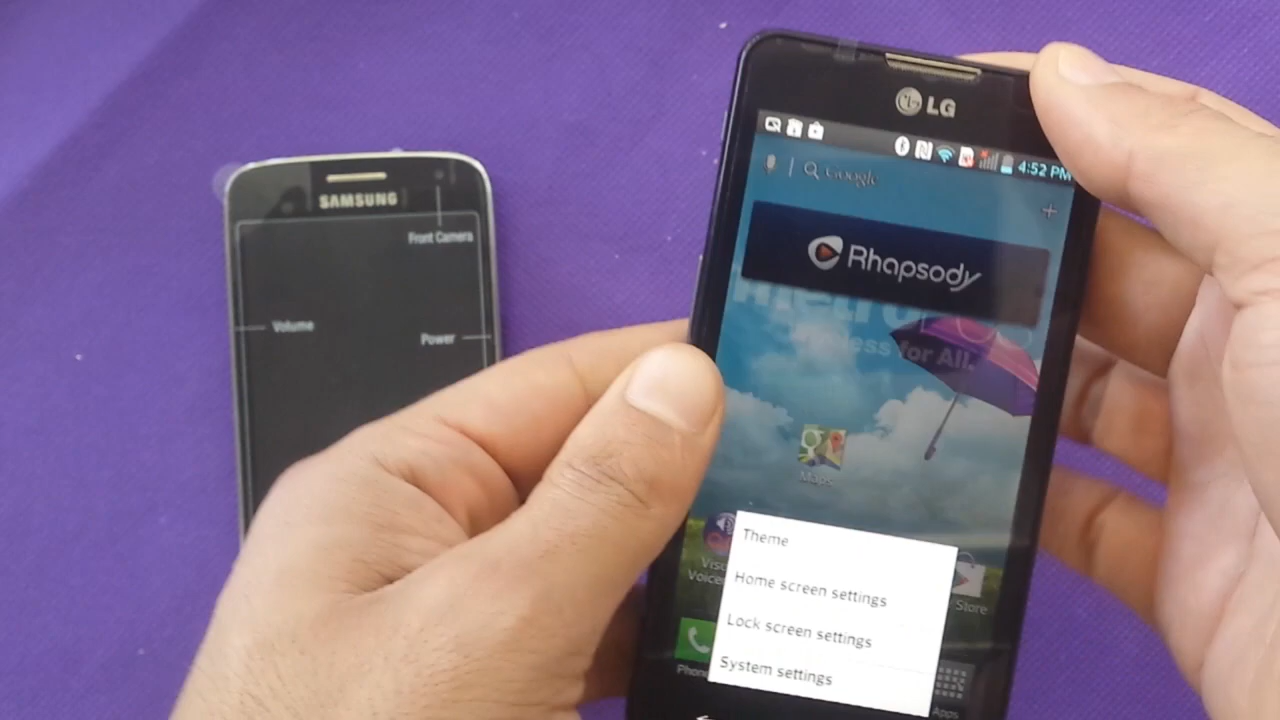 SAMSUNG
Front Camera
Volume
Power
LG
4:52 PM
Google
Rhapsody
metro
for All.
Maps
Theme
Home screen settings
Lock screen settings
System settings
Store
Phone
Apps